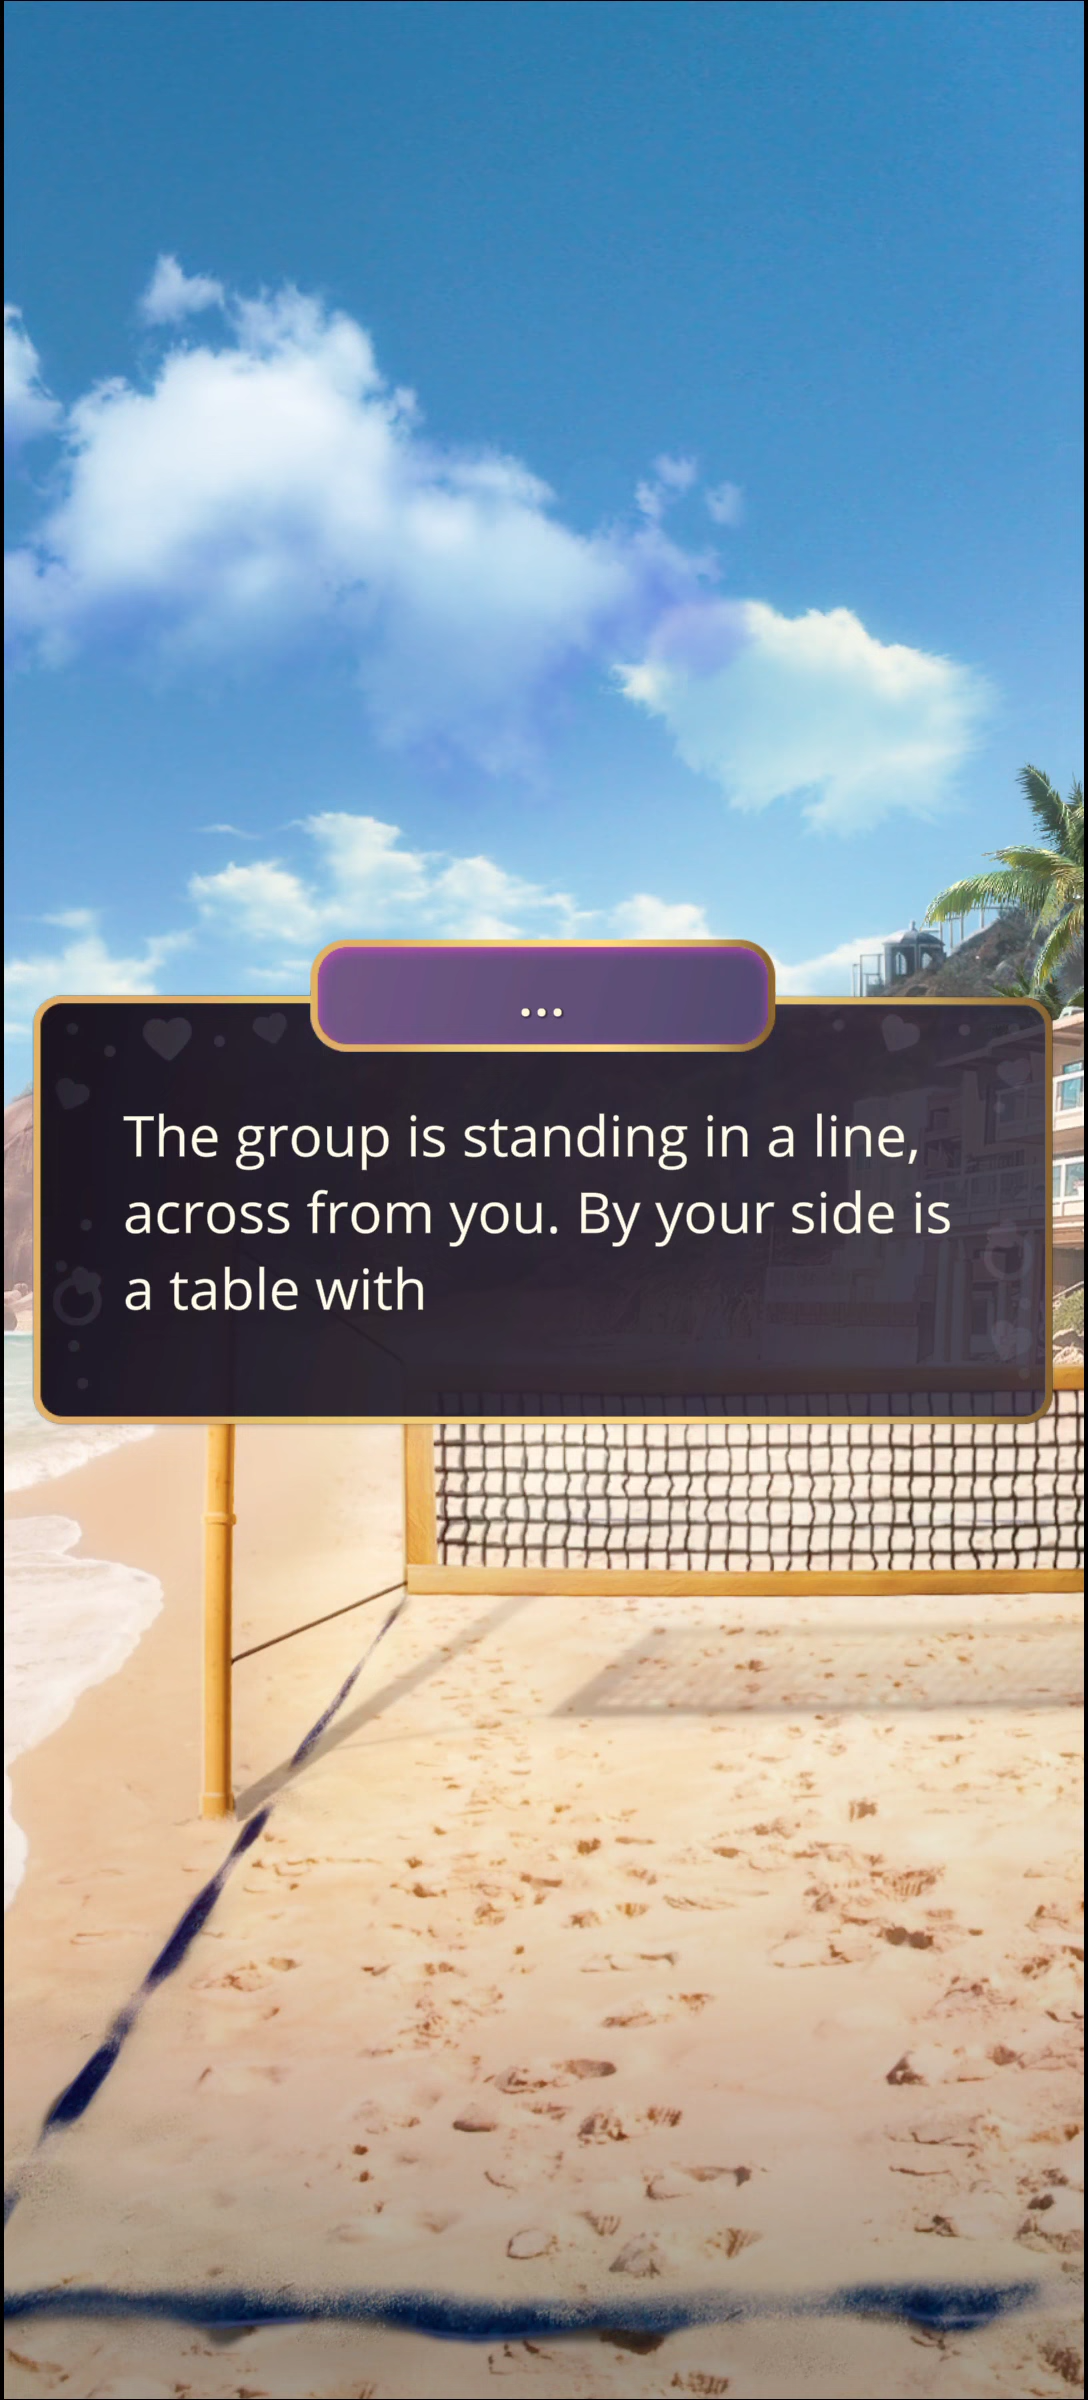 ...
The group is standing in a line,
across from you. By your side is
a table with